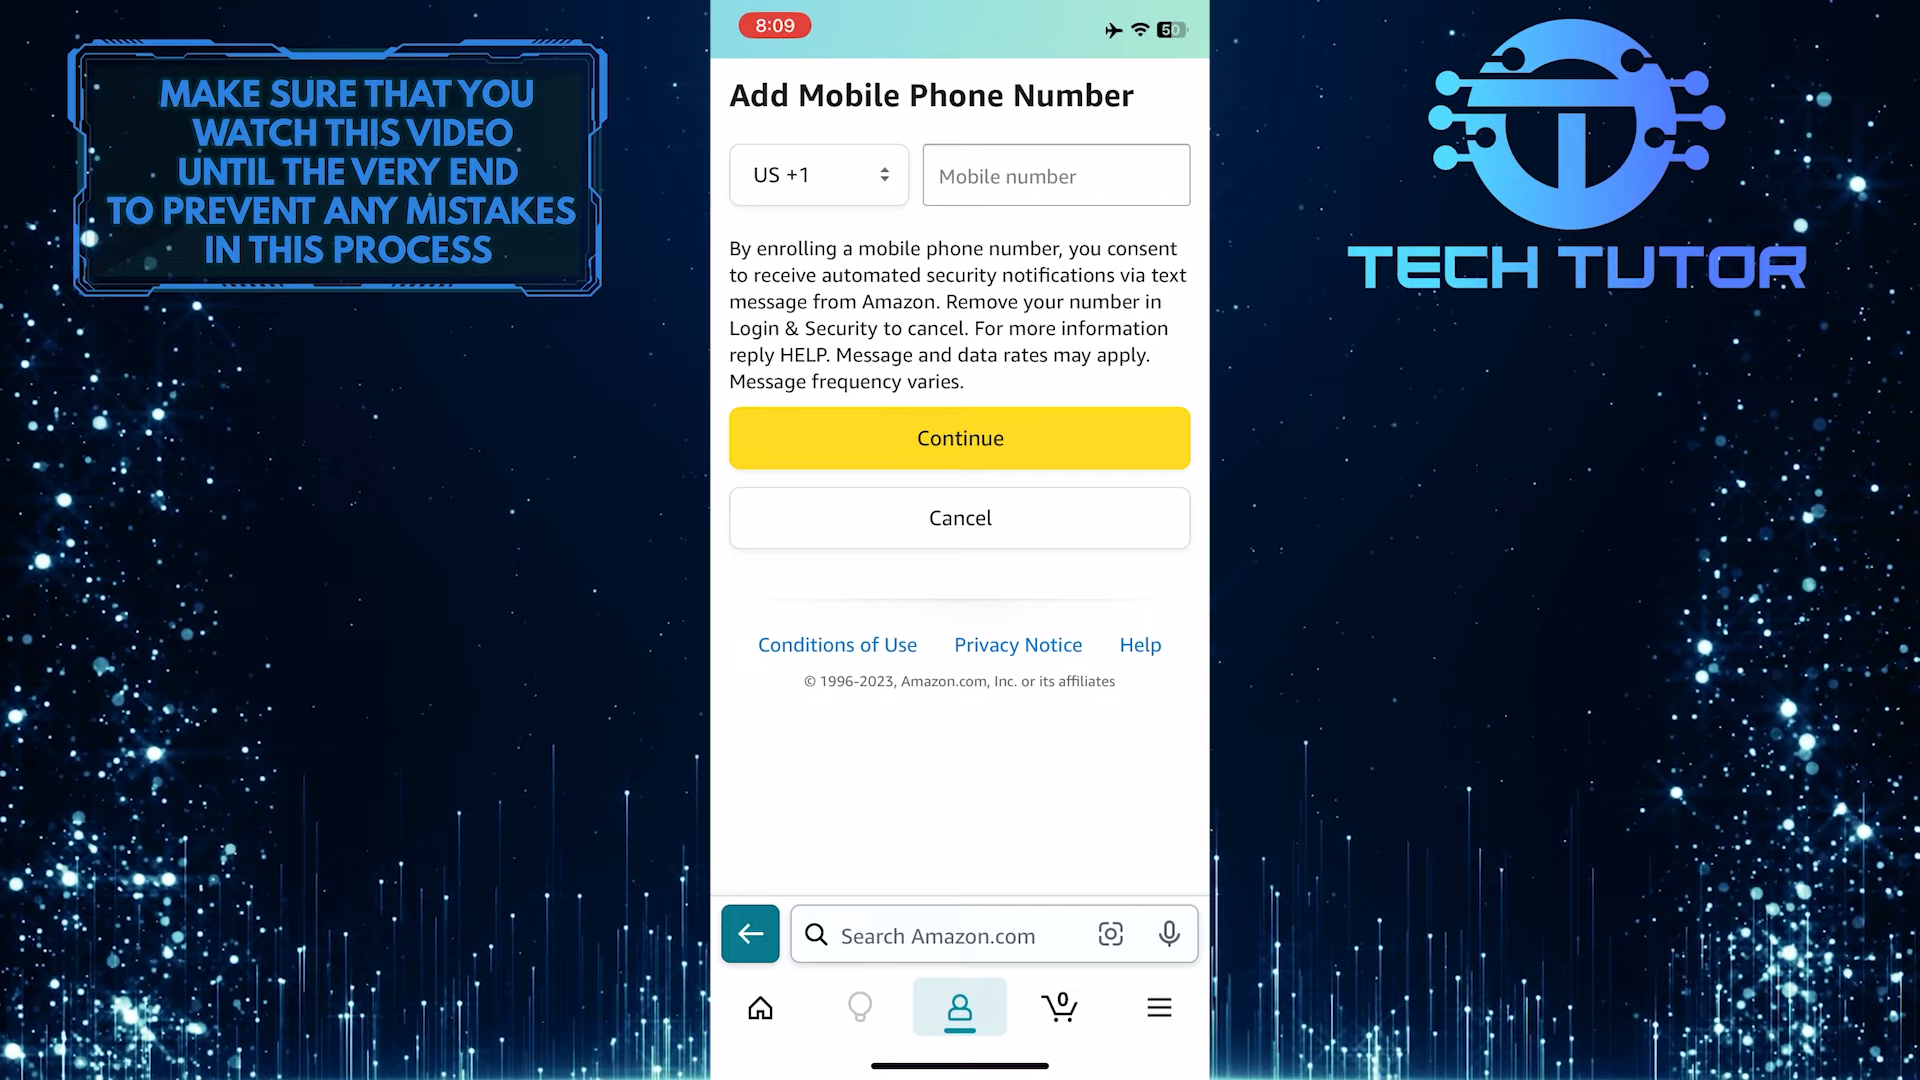 MAKE SURE THAT YOU
WATCH THIS VIDEO
UNTIL THE VERY END
TO PREVENT ANY MISTAKES
IN THIS PROCESS
8:09
50
Add Mobile Phone Number
US +1
Mobile number
By enrolling a mobile phone number, you consent
to receive automated security notifications via text
message from Amazon. Remove your number in
Login & Security to cancel. For more information
reply HELP. Message and data rates may apply.
Message frequency varies.
Continue
Cancel
Conditions of Use Privacy Notice Help
© 1996-2023, Amazon.com, Inc. or its affiliates
Search Amazon.com
0
TECH TUTOR